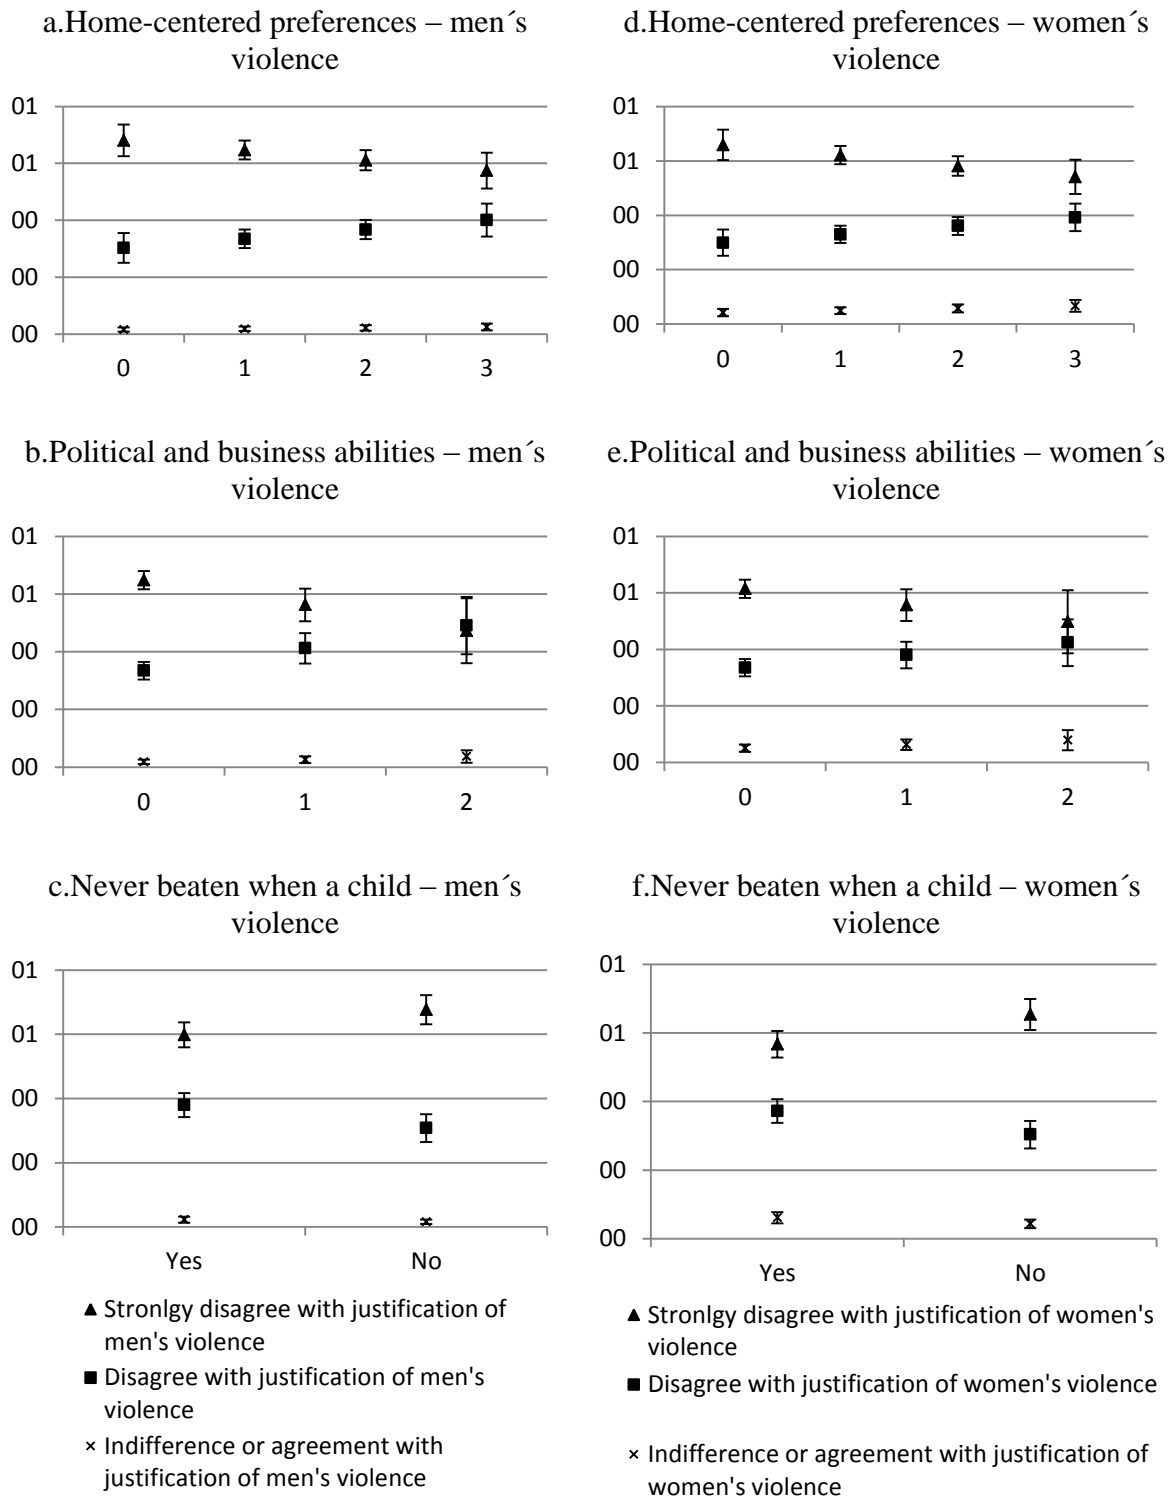 a.Home-centered preferences – men´s
violence
01
01
00
00
00
0 1 2 3
d.Home-centered preferences – women´s
violence
01
01
00
00
00
0 1 2 3
b.Political and business abilities – men´s
violence
01
01
00
00
00
0 1 2
e.Political and business abilities – women´s
violence
01
01
00
00
00
0 1 2
c.Never beaten when a child – men´s
violence
01
01
00
00
00
Yes No
Stronlgy disagree with justification of
men's violence
Disagree with justification of men's
violence
Indifference or agreement with
justification of men's violence
f.Never beaten when a child – women´s
violence
01
01
00
00
00
Yes No
Stronlgy disagree with justification of women's
violence
Disagree with justification of women's violence
Indifference or agreement with justification of
women's violence